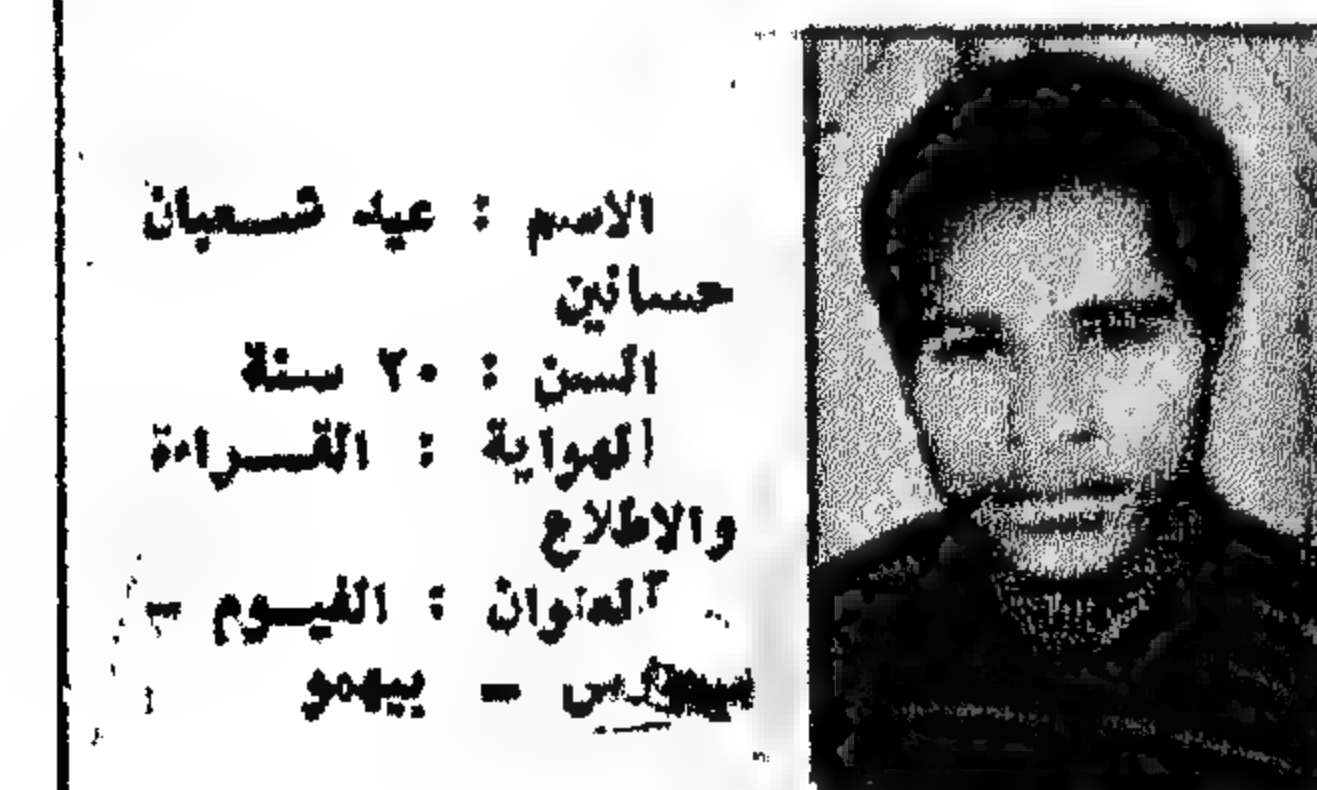 الاسم : عيد شعبان
حسانين
السن : ٢٠ سنة
الهواية : القراءة
والاطلاع
العنوان : الفيوم –
– بيهمو